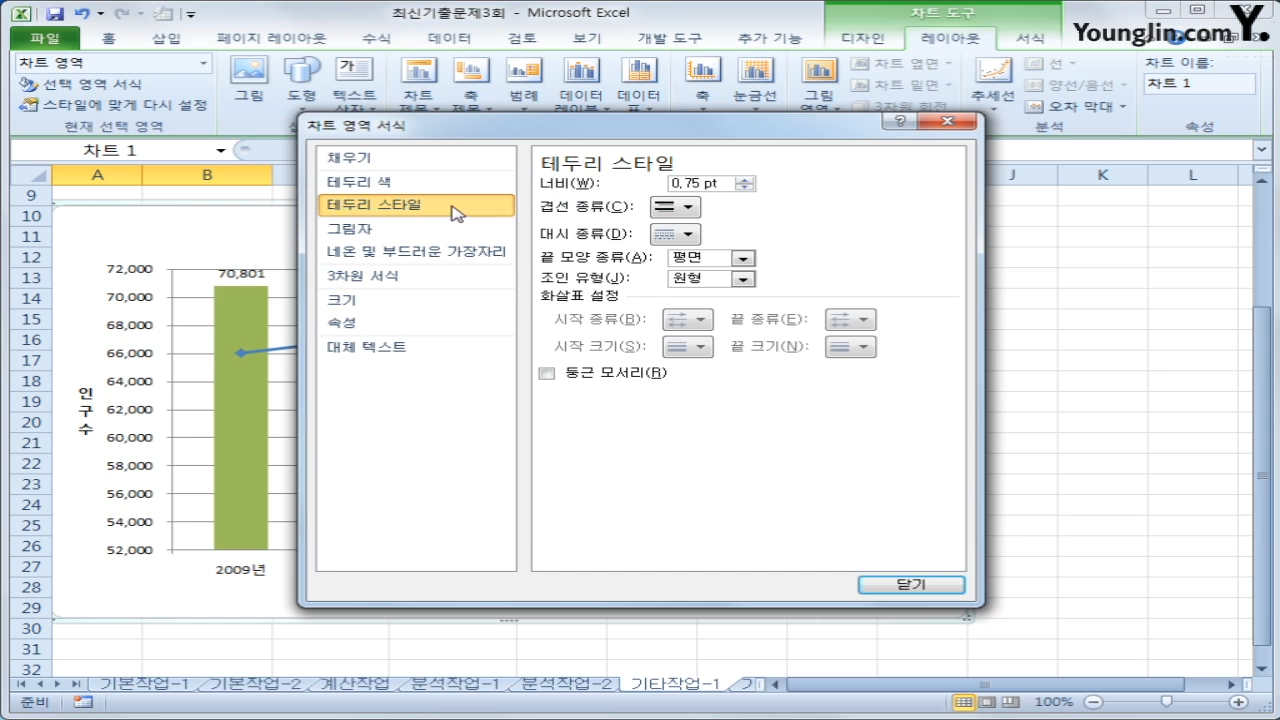 최신기출문제3회 - Microsoft Excel
차트 도구
Younglin.com Y.
파일 홈 삽입 페이지 레이아웃 수식 데이터 검토 보기 개발 도구 추가 기능 디자인 레이아웃 서식
차트 영역
선택 영역 서식
스타일에 맞게 다시 설정
현재 선택 영역
그림 도형 텍스트
차트 축 범례 데이터 데이터
축 눈금선
그림
차트 옆면
차트 밑면
3차원 회전
추세선
선
양선/음선
오차 막대
분석
차트 이름:
차트 1
속성
차트 1
A B J K L
9
10
11
12
13
14
15
16
17
18
19
20
21
22
23
24
25
26
27
28
29
30
31
32
72,000
70,000
68,000
66,000
64,000
62,000
60,000
58,000
56,000
54,000
52,000
70,801
인구수
2009년
차트 영역 서식
채우기
테두리 색
테두리 스타일
그림자
네온 및 부드러운 가장자리
3차원 서식
크기
속성
대체 텍스트
테두리 스타일
너비(W): 0.75 pt
겹선 종류(C):
대시 종류(D):
끝 모양 종류(A): 평면
조인 유형(J): 원형
화살표 설정
시작 종류(B): 끝 종류(E):
시작 크기(S): 끝 크기(N):
둥근 모서리(R)
닫기
기본작업-1 기본작업-2 계산작업 분석작업-1 분석작업-2 기타작업-1
준비 100%